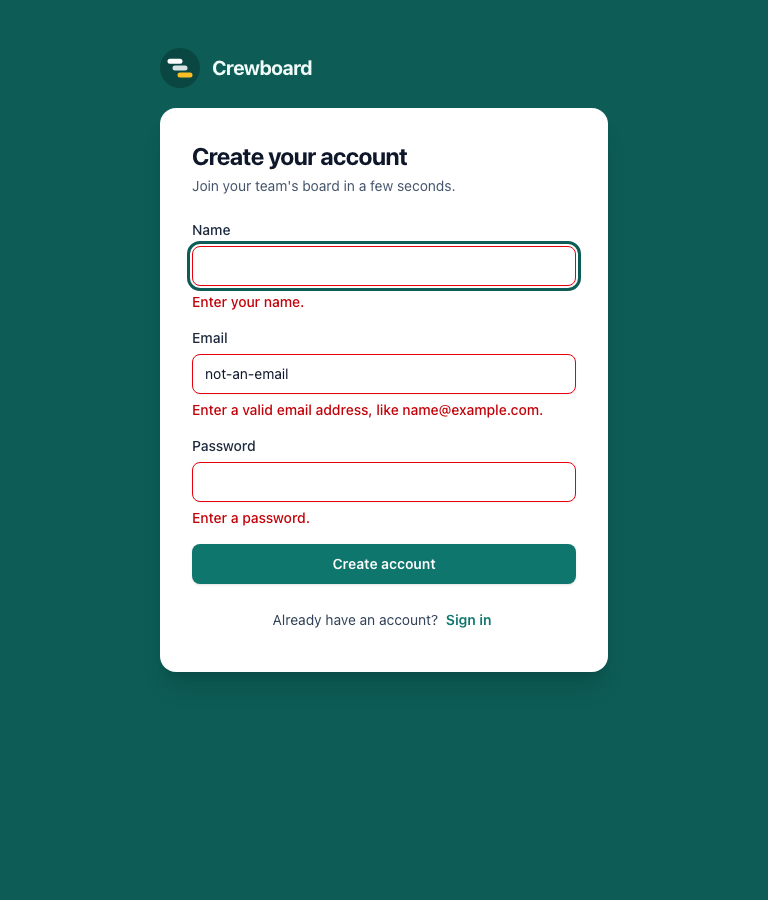 Crewboard
Create your account
Join your team's board in a few seconds.
Name
Enter your name.
Email
not-an-email
Enter a valid email address, like name@example.com.
Password
Enter a password.
Create account
Already have an account? Sign in